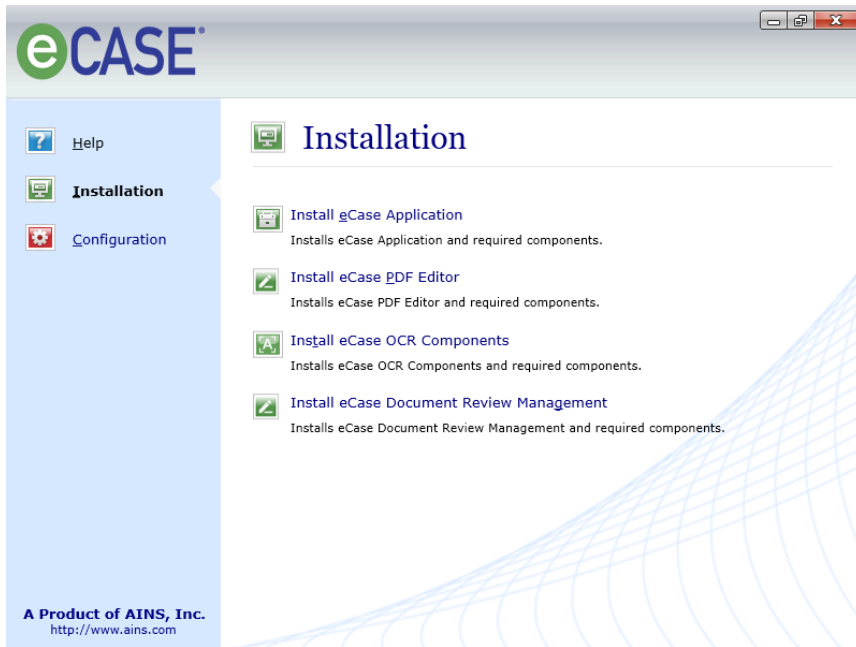 eCASE
Help
Installation
Configuration
Installation
Install eCase Application
Installs eCase Application and required components.
Install eCase PDF Editor
Installs eCase PDF Editor and required components.
Install eCase OCR Components
Installs eCase OCR Components and required components.
Install eCase Document Review Management
Installs eCase Document Review Management and required components.
A Product of AINS, Inc.
http://www.ains.com